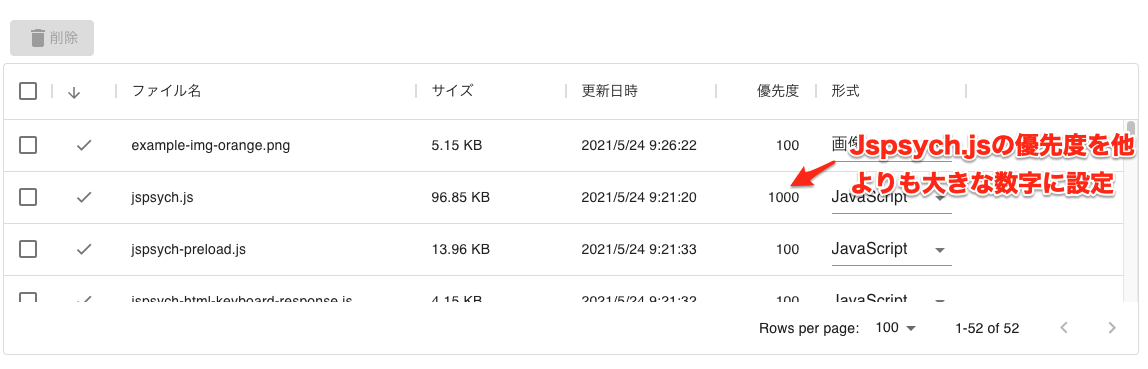 削除
ファイル名 サイズ 更新日時 優先度 形式
example-img-orange.png 5.15 KB 2021/5/24 9:26:22 100 画像
Jspsych.jsの優先度を他
よりも大きな数字に設定
jspsych.js 96.85 KB 2021/5/24 9:21:20 1000 JavaScript
jspsych-preload.js 13.96 KB 2021/5/24 9:21:33 100 JavaScript
jspsych-html-keyboard-response.js 4.15 KB 2021/5/24 9:21:32 100 JavaScript
Rows per page: 100 1-52 of 52